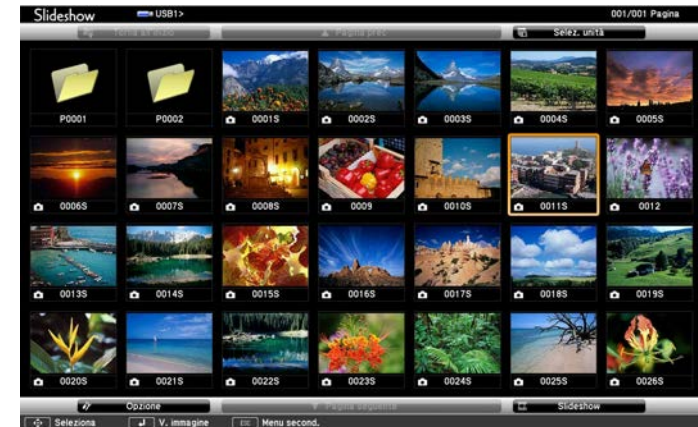 Slideshow USB1> 001/001 Pagina
Torna all'inizio ▲ Pagina prec Selez. unità
P0001 P0002 0001S 0002S 0003S 0004S 0005S
0006S 0007S 0008S 0009 0010S 0011S 0012
0013S 0014S 0015S 0016S 0017S 0018S 0019S
0020S 0021S 0022S 0023S 0024S 0025S 0026S
Opzione ▼ Pagina seguente Slideshow
Seleziona V. immagine ESC Menu second.